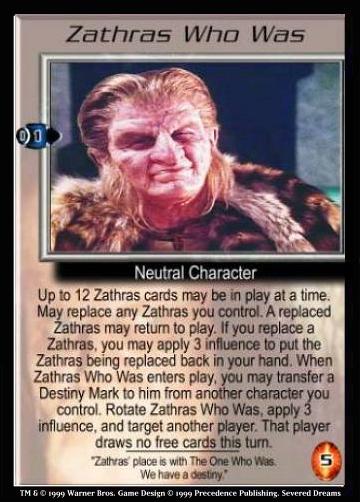 Zathras Who Was
0 1
Neutral Character
Up to 12 Zathras cards may be in play at a time.
May replace any Zathras you control. A replaced
Zathras may return to play. If you replace a
Zathras, you may apply 3 influence to put the
Zathras being replaced back in your hand. When
Zathras Who Was enters play, you may transfer a
Destiny Mark to him from another character you
control. Rotate Zathras Who Was, apply 3
influence, and target another player. That player
draws no free cards this turn.
"Zathras' place is with The One Who Was.
We have a destiny."
5
TM & © 1999 Warner Bros. Game Design © 1999 Precedence Publishing. Severed Dreams